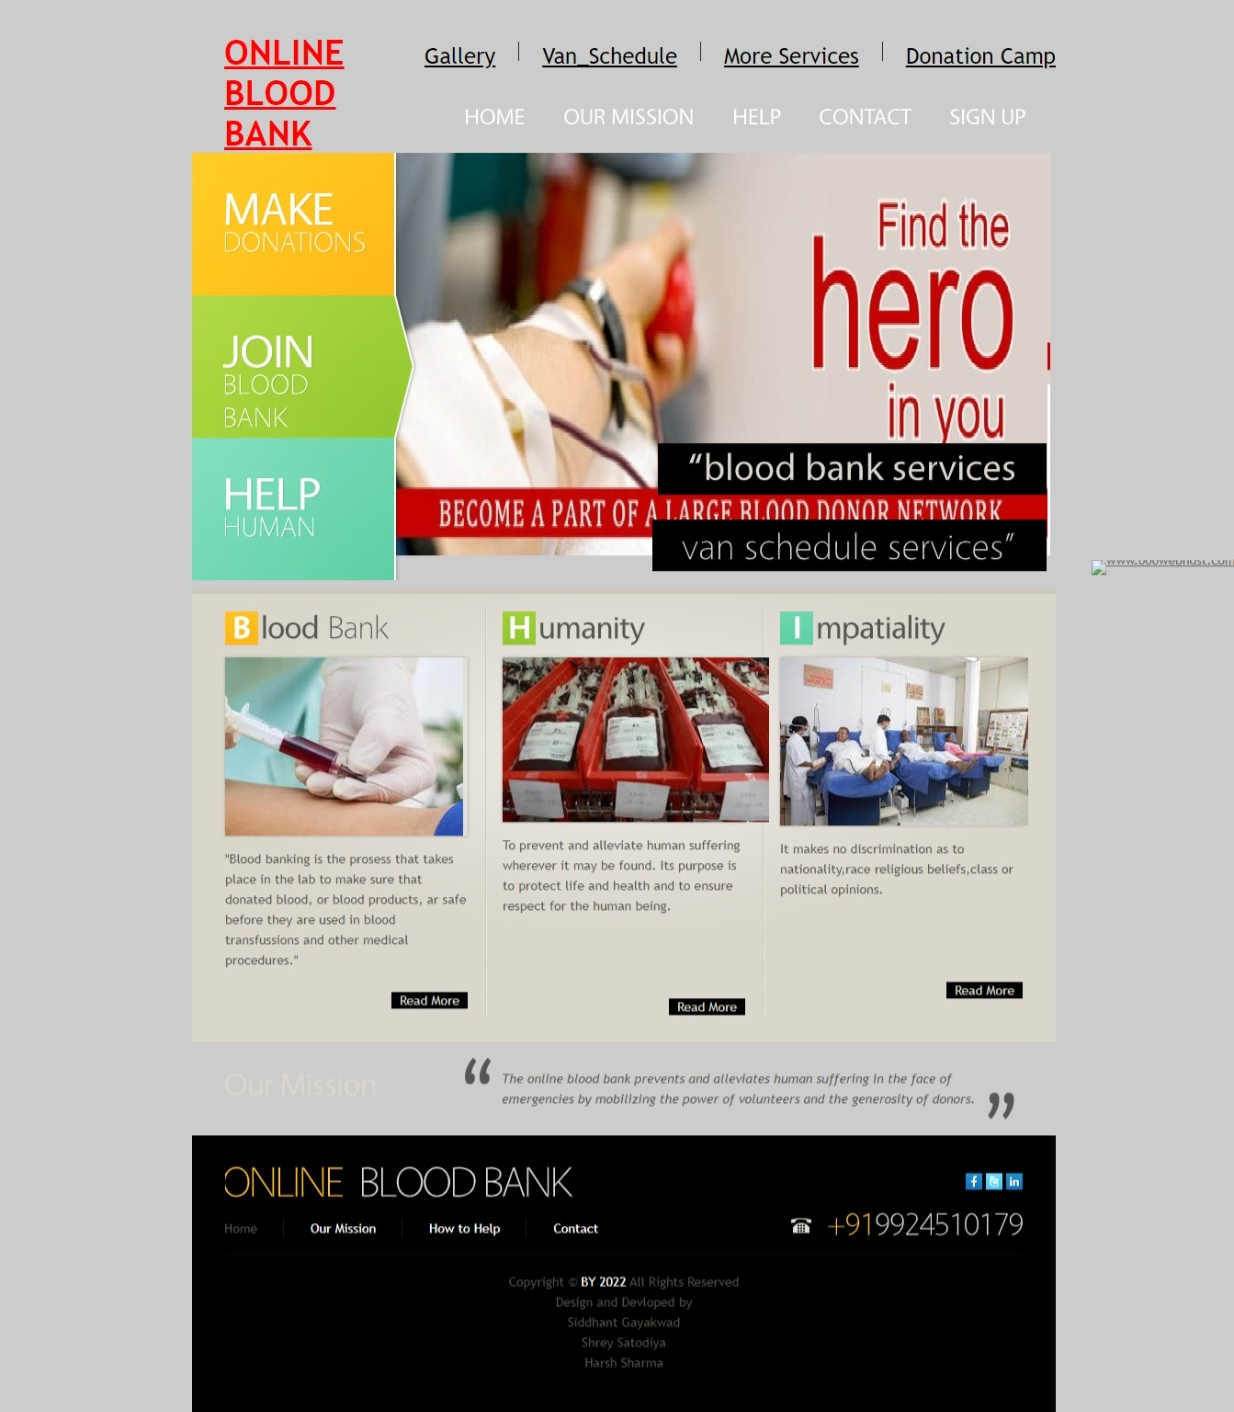 ONLINE
BLOOD
BANK
Gallery
Van_Schedule
More Services
Donation Camp
HOME
OUR MISSION
HELP
CONTACT
SIGN UP
MAKE
DONATIONS
JOIN
BLOOD
BANK
HELP
HUMAN
Find the
hero
in you
“blood bank services
BECOME A PART OF A LARGE BLOOD DONOR NETWORK
van schedule services”
www.000webhost.com
Blood Bank
"Blood banking is the prosess that takes
place in the lab to make sure that
donated blood, or blood products, ar safe
before they are used in blood
transfussions and other medical
procedures."
Read More
Humanity
To prevent and alleviate human suffering
wherever it may be found. Its purpose is
to protect life and health and to ensure
respect for the human being.
Read More
Impatiality
It makes no discrimination as to
nationality,race religious beliefs,class or
political opinions.
Read More
Our Mission
“ The online blood bank prevents and alleviates human suffering in the face of
emergencies by mobilizing the power of volunteers and the generosity of donors. ”
ONLINE BLOOD BANK
Home
Our Mission
How to Help
Contact
+919924510179
Copyright © BY 2022 All Rights Reserved
Design and Devloped by
Siddhant Gayakwad
Shrey Satodiya
Harsh Sharma